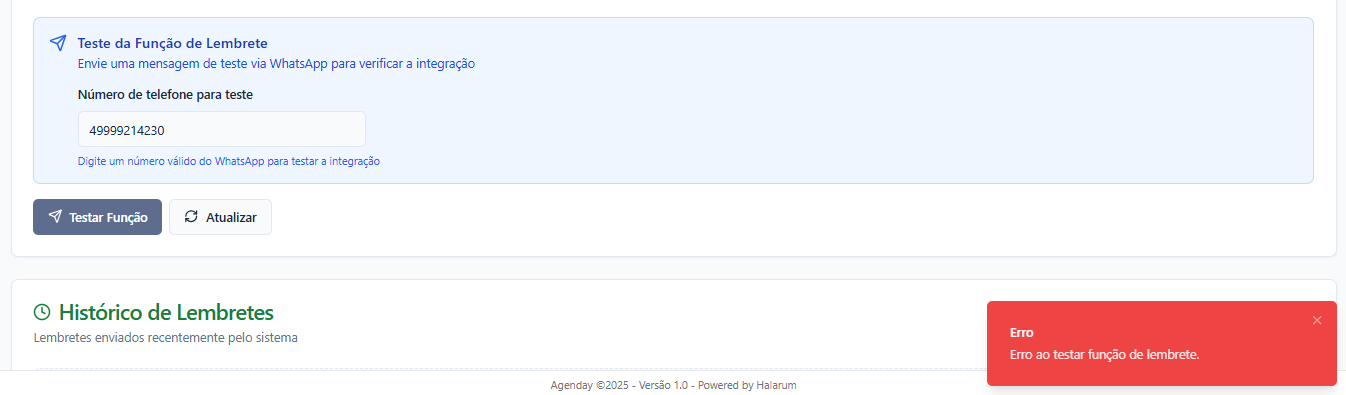 Teste da Função de Lembrete
Envie uma mensagem de teste via WhatsApp para verificar a integração
Número de telefone para teste
49999214230
Digite um número válido do WhatsApp para testar a integração
Testar Função
Atualizar
Histórico de Lembretes
Lembretes enviados recentemente pelo sistema
Erro
Erro ao testar função de lembrete.
Agenday ©2025 - Versão 1.0 - Powered by Halarum